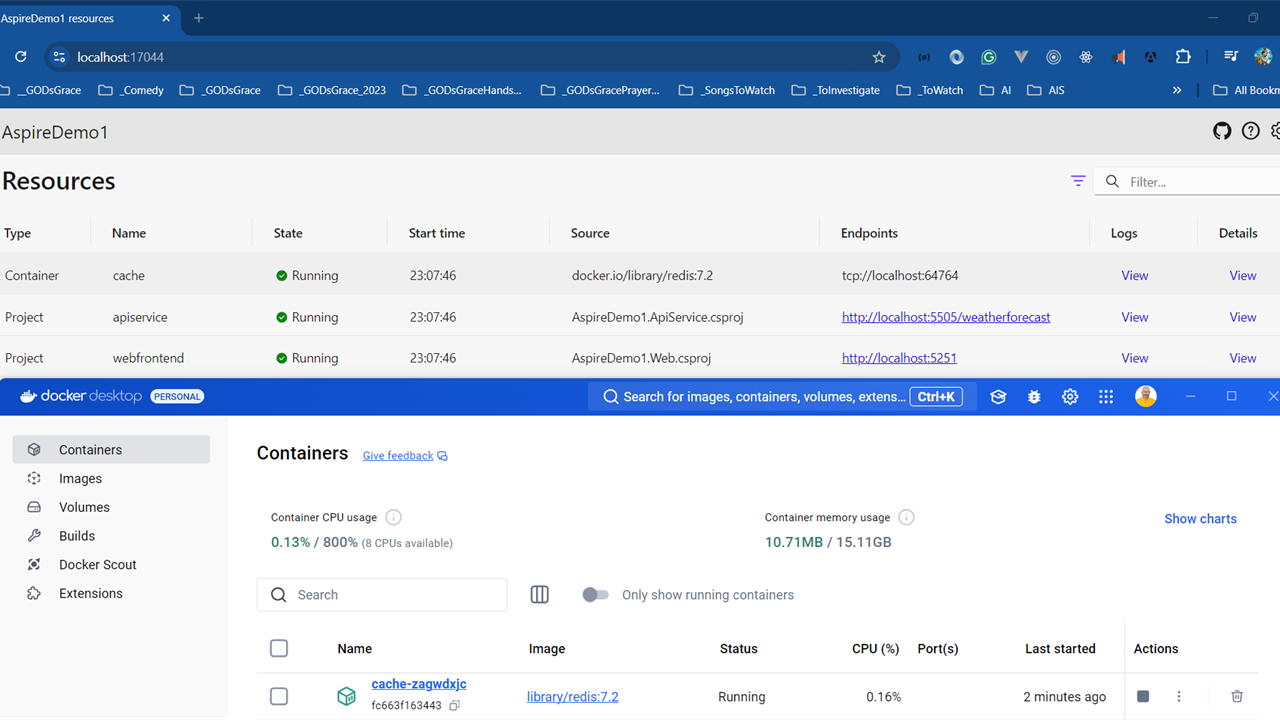 AspireDemo1 resources
localhost:17044
__GODsGrace _Comedy _GODsGrace _GODsGrace_2023 _GODsGraceHands... _GODsGracePrayer... _SongsToWatch _ToInvestigate _ToWatch AI AIS » All Bookm
AspireDemo1
Resources
Filter...
Type Name State Start time Source Endpoints Logs Details
Container cache Running 23:07:46 docker.io/library/redis:7.2 tcp://localhost:64764 View View
Project apiservice Running 23:07:46 AspireDemo1.ApiService.csproj http://localhost:5505/weatherforecast View View
Project webfrontend Running 23:07:46 AspireDemo1.Web.csproj http://localhost:5251 View View
docker desktop PERSONAL Search for images, containers, volumes, extens... Ctrl+K
Containers
Images
Volumes
Builds
Docker Scout
Extensions
Containers Give feedback
Container CPU usage Container memory usage
Show charts
0.13% / 800% (8 CPUs available) 10.71MB / 15.11GB
Search Only show running containers
Name Image Status CPU (%) Port(s) Last started Actions
cache-zagwdxjc
fc663f163443
library/redis:7.2 Running 0.16% 2 minutes ago